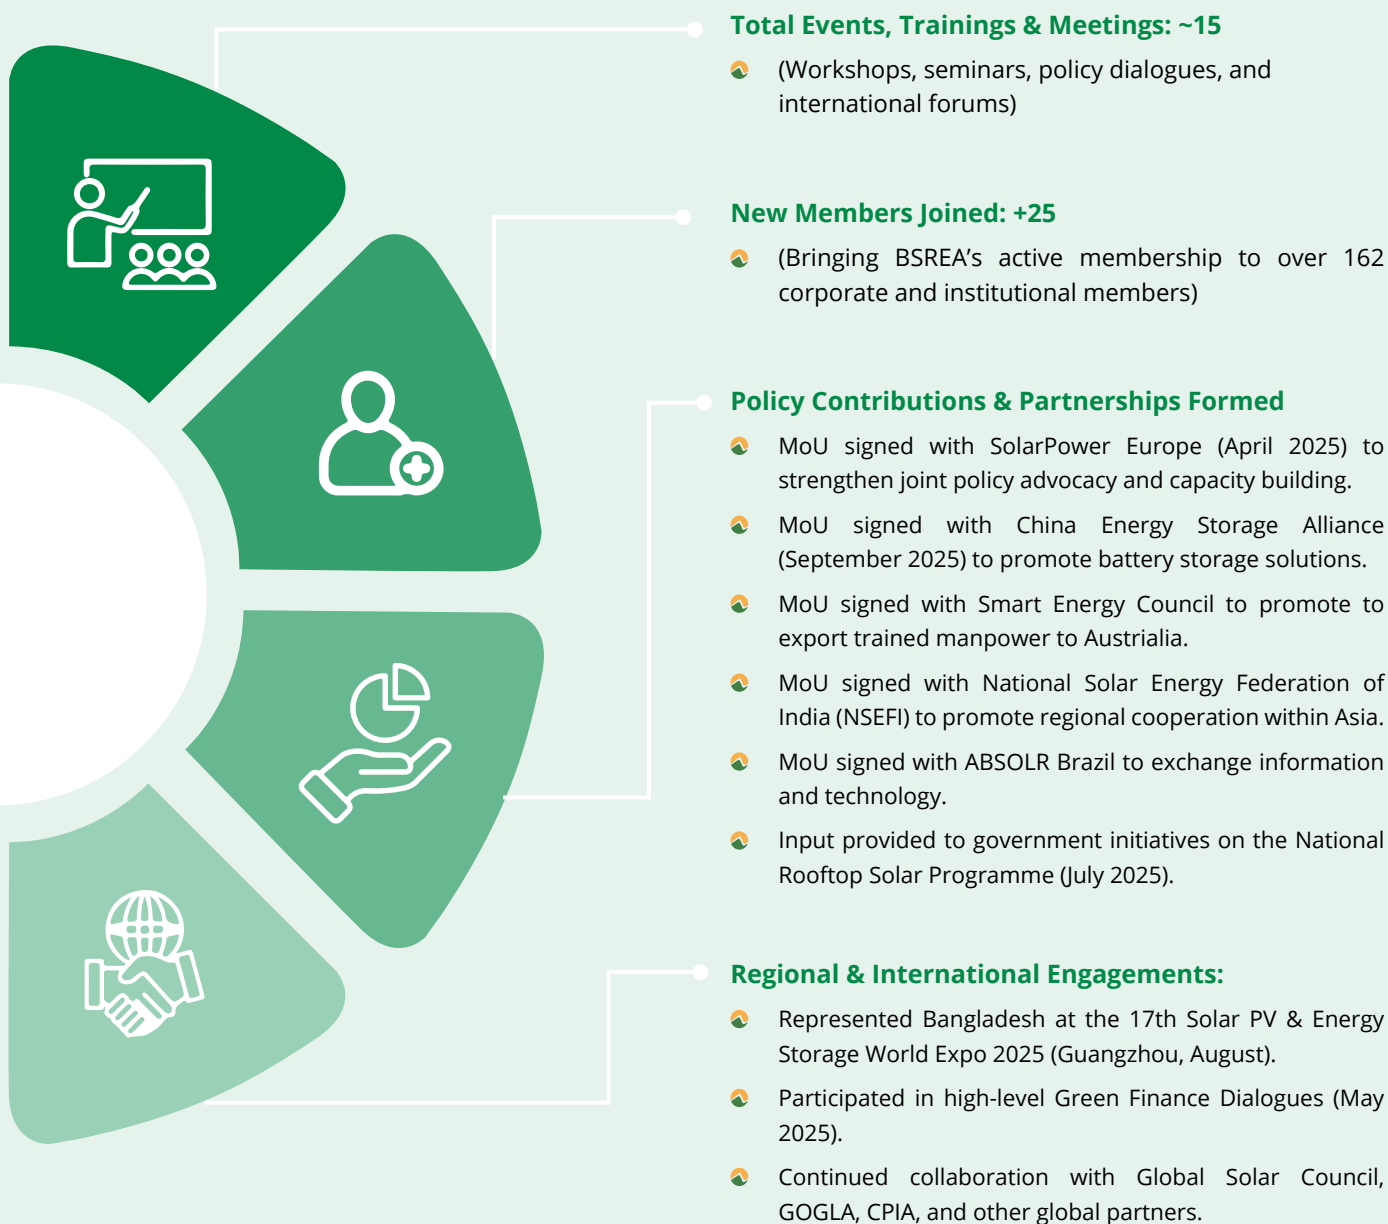 Total Events, Trainings & Meetings: ~15
(Workshops, seminars, policy dialogues, and
international forums)
New Members Joined: +25
(Bringing BSREA’s active membership to over 162
corporate and institutional members)
Policy Contributions & Partnerships Formed
MoU signed with SolarPower Europe (April 2025) to
strengthen joint policy advocacy and capacity building.
MoU signed with China Energy Storage Alliance
(September 2025) to promote battery storage solutions.
MoU signed with Smart Energy Council to promote to
export trained manpower to Austrialia.
MoU signed with National Solar Energy Federation of
India (NSEFI) to promote regional cooperation within Asia.
MoU signed with ABSOLR Brazil to exchange information
and technology.
Input provided to government initiatives on the National
Rooftop Solar Programme (July 2025).
Regional & International Engagements:
Represented Bangladesh at the 17th Solar PV & Energy
Storage World Expo 2025 (Guangzhou, August).
Participated in high-level Green Finance Dialogues (May
2025).
Continued collaboration with Global Solar Council,
GOGLA, CPIA, and other global partners.